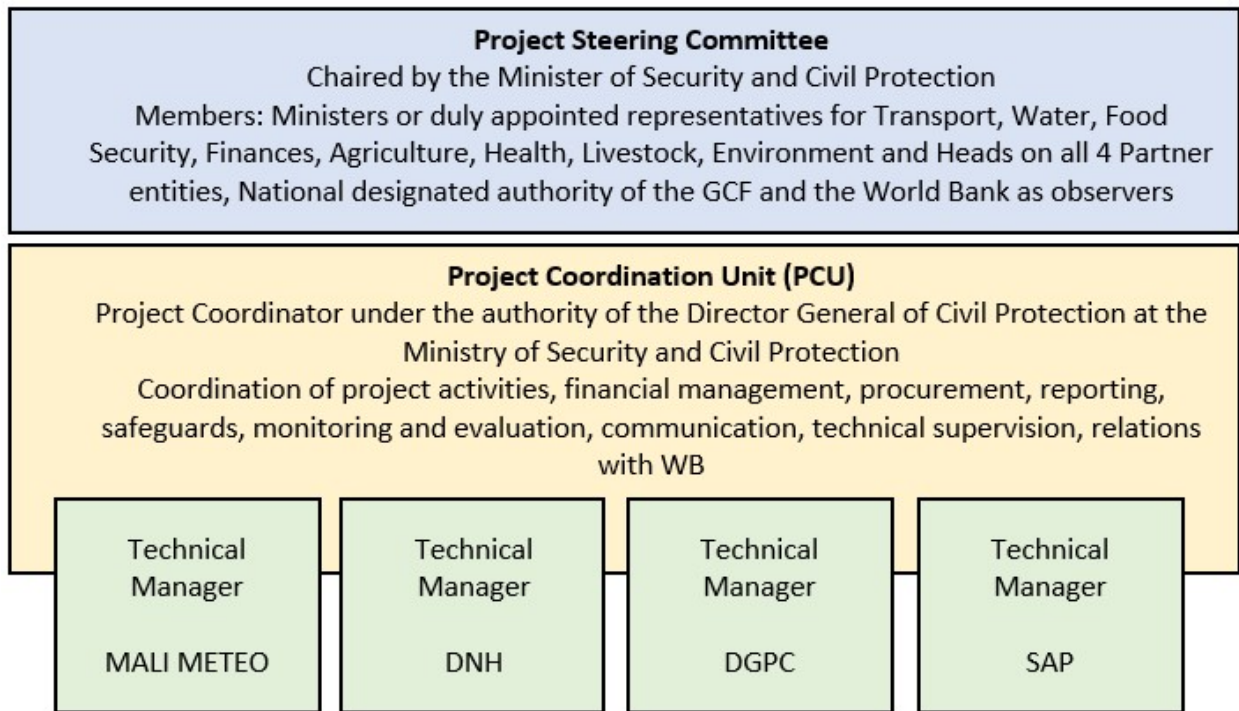 Project Steering Committee
Chaired by the Minister of Security and Civil Protection
Members: Ministers or duly appointed representatives for Transport, Water, Food
Security, Finances, Agriculture, Health, Livestock, Environment and Heads on all 4 Partner
entities, National designated authority of the GCF and the World Bank as observers
Project Coordination Unit (PCU)
Project Coordinator under the authority of the Director General of Civil Protection at the
Ministry of Security and Civil Protection
Coordination of project activities, financial management, procurement, reporting,
safeguards, monitoring and evaluation, communication, technical supervision, relations
with WB
Technical
Manager
MALI METEO
Technical
Manager
DNH
Technical
Manager
DGPC
Technical
Manager
SAP